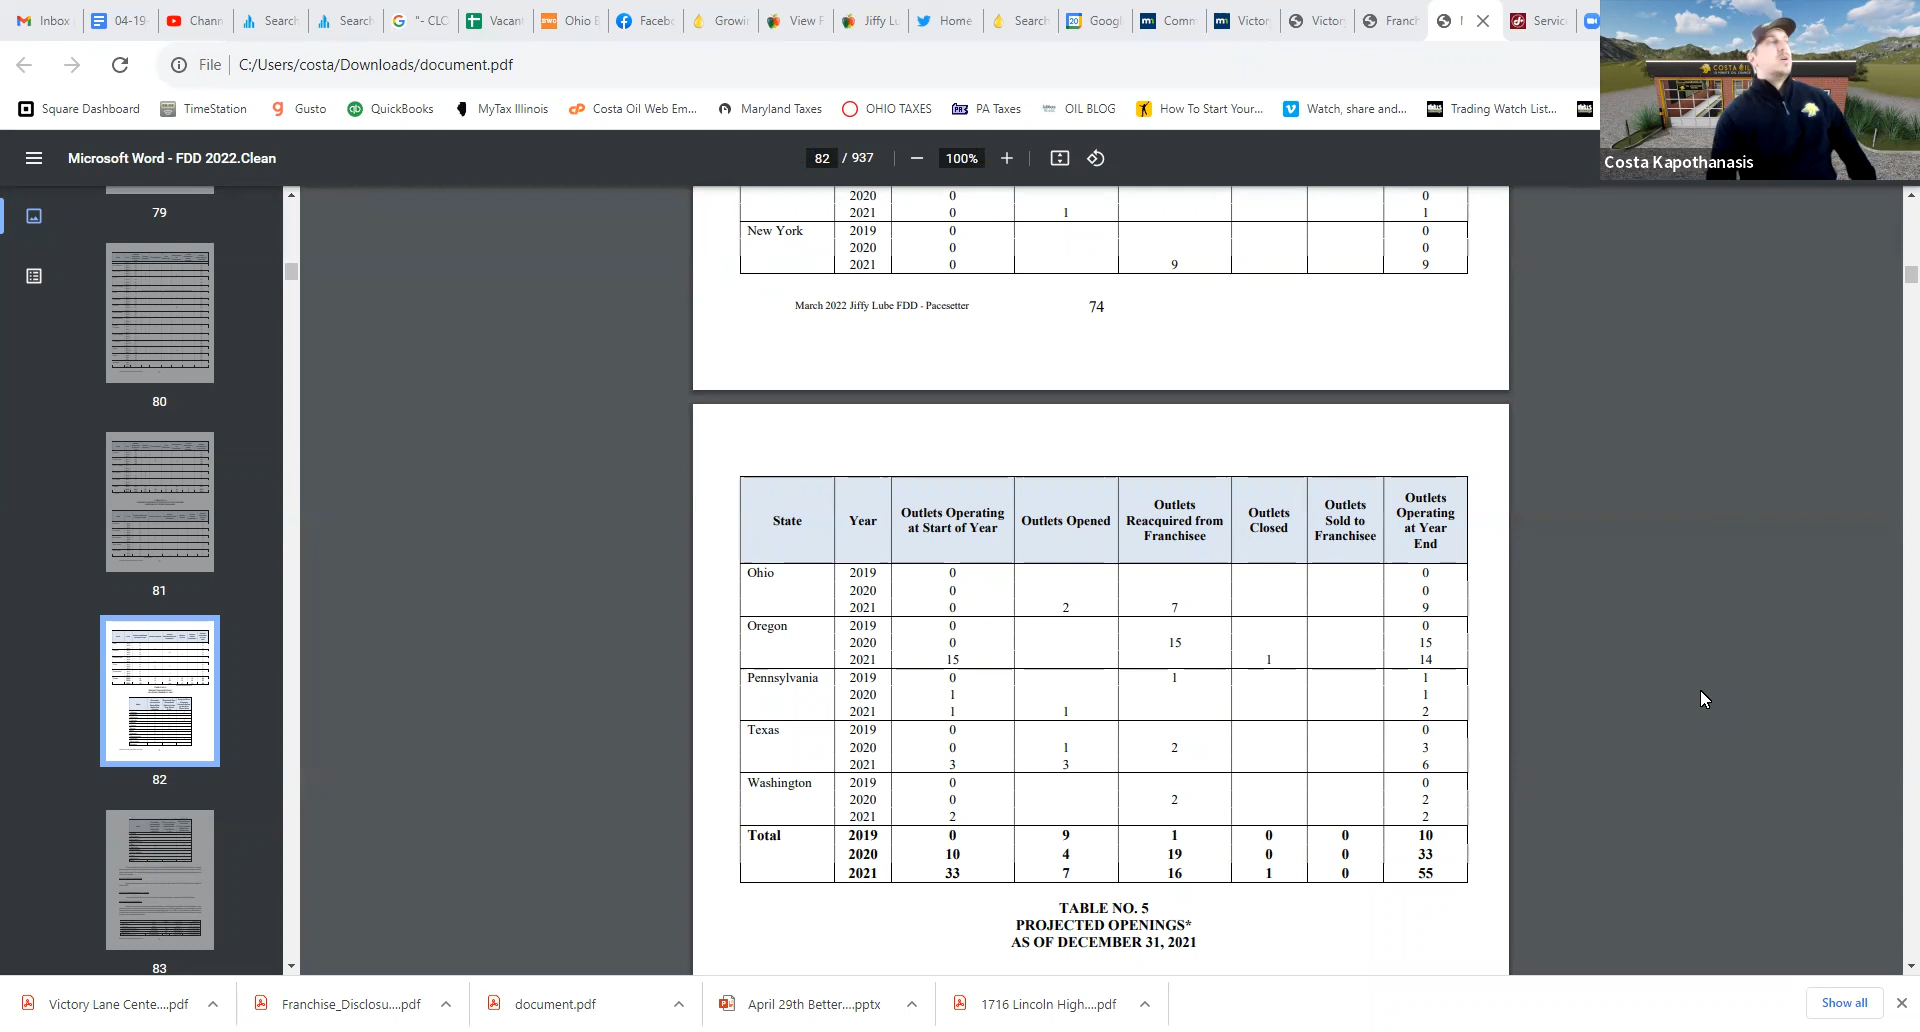 Inbox
04-19-
Chann
Search
Search
"- CLC
Vacant
Ohio B
Facebo
Growin
View F
Jiffy Lu
Home
Search
Googl
Comm
Victory
Victory
Franch
Servic
File C:/Users/costa/Downloads/document.pdf
Square Dashboard TimeStation Gusto QuickBooks MyTax Illinois Costa Oil Web Em... Maryland Taxes OHIO TAXES PA Taxes OIL BLOG How To Start Your... Watch, share and... Trading Watch List...
COSTA OIL
Costa Kapothanasis
Microsoft Word - FDD 2022.Clean 82 / 937 100%
79
80
81
82
83
2020 0 0
2021 0 1 1
New York 2019 0 0
2020 0 0
2021 0 9 9
March 2022 Jiffy Lube FDD - Pacesetter 74
State Year Outlets Operating at Start of Year Outlets Opened Outlets Reacquired from Franchisee Outlets Closed Outlets Sold to Franchisee Outlets Operating at Year End
Ohio 2019 0 0
2020 0 0
2021 0 2 7 9
Oregon 2019 0 0
2020 0 15 15
2021 15 1 14
Pennsylvania 2019 0 1 1
2020 1 1
2021 1 1 2
Texas 2019 0 0
2020 0 1 2 3
2021 3 3 6
Washington 2019 0 0
2020 0 2 2
2021 2 2
Total 2019 0 9 1 0 0 10
2020 10 4 19 0 0 33
2021 33 7 16 1 0 55
TABLE NO. 5
PROJECTED OPENINGS*
AS OF DECEMBER 31, 2021
Victory Lane Cente....pdf Franchise_Disclosu....pdf document.pdf April 29th Better....pptx 1716 Lincoln High....pdf Show all